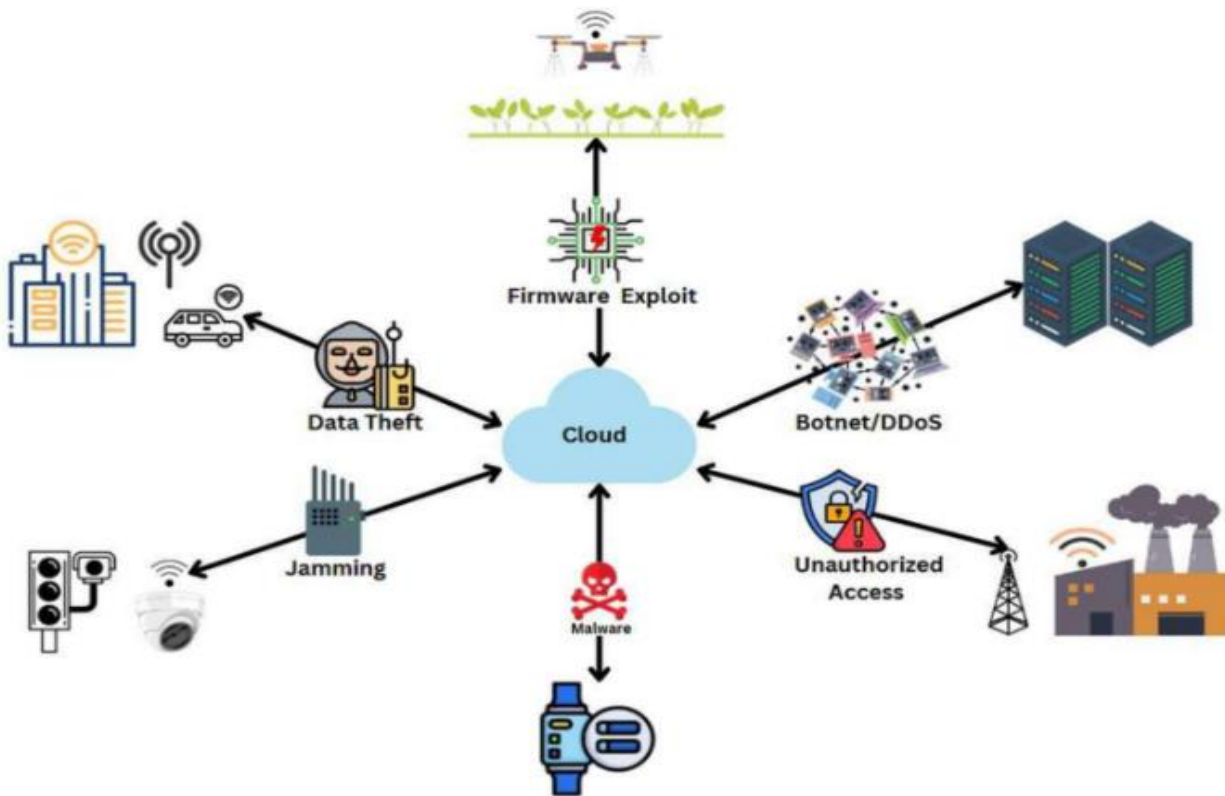 Firmware Exploit
Data Theft
Cloud
Botnet/DDoS
Jamming
Unauthorized
Access
Malware